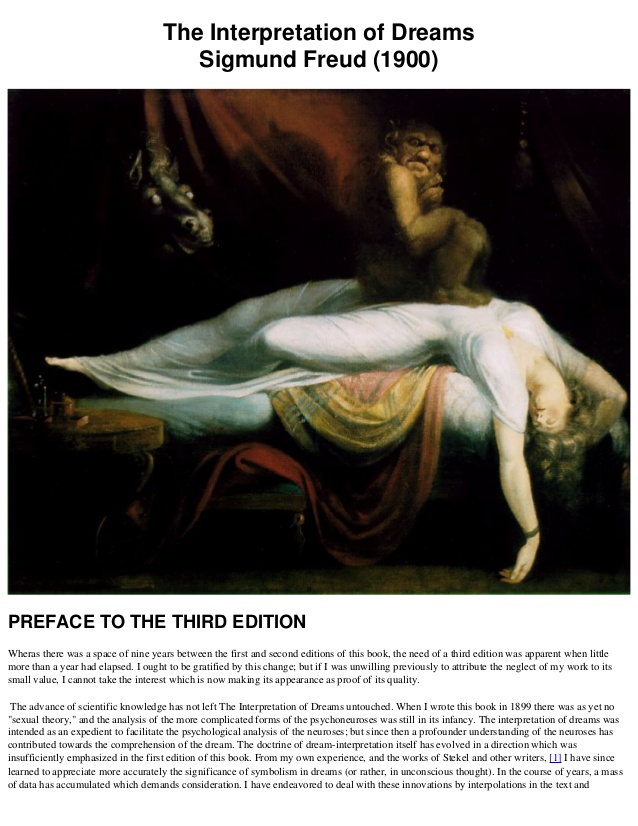 The Interpretation of Dreams
Sigmund Freud (1900)
PREFACE TO THE THIRD EDITION
Wheras there was a space of nine years between the first and second editions of this book, the need of a third edition was apparent when little
more than a year had elapsed. I ought to be gratified by this change; but if I was unwilling previously to attribute the neglect of my work to its
small value, I cannot take the interest which is now making its appearance as proof of its quality.
The advance of scientific knowledge has not left The Interpretation of Dreams untouched. When I wrote this book in 1899 there was as yet no
"sexual theory," and the analysis of the more complicated forms of the psychoneuroses was still in its infancy. The interpretation of dreams was
intended as an expedient to facilitate the psychological analysis of the neuroses; but since then a profounder understanding of the neuroses has
contributed towards the comprehension of the dream. The doctrine of dream-interpretation itself has evolved in a direction which was
insufficiently emphasized in the first edition of this book. From my own experience, and the works of Stekel and other writers, [1] I have since
learned to appreciate more accurately the significance of symbolism in dreams (or rather, in unconscious thought). In the course of years, a mass
of data has accumulated which demands consideration. I have endeavored to deal with these innovations by interpolations in the text and